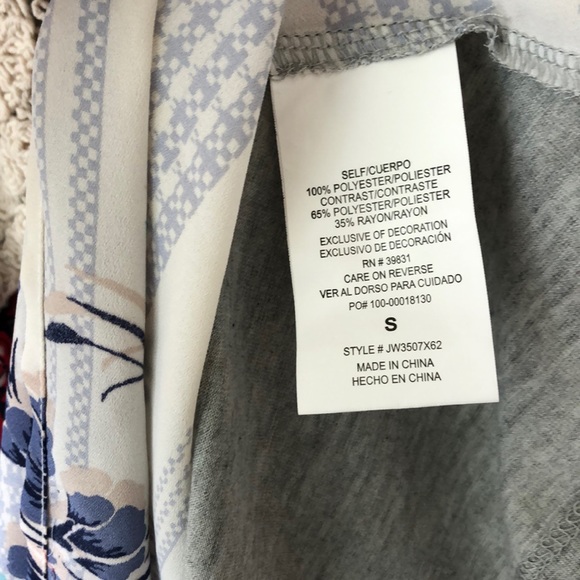 SELF/CUERPO
100% POLYESTER/POLIESTER
CONTRAST/CONTRASTE
65% POLYESTER/POLIESTER
35% RAYON/RAYON
EXCLUSIVE OF DECORATION
EXCLUSIVO DE DECORACIÓN
RN # 39831
CARE ON REVERSE
VER AL DORSO PARA CUIDADO
PO# 100-00018130
S
STYLE # JW3507X62
MADE IN CHINA
HECHO EN CHINA